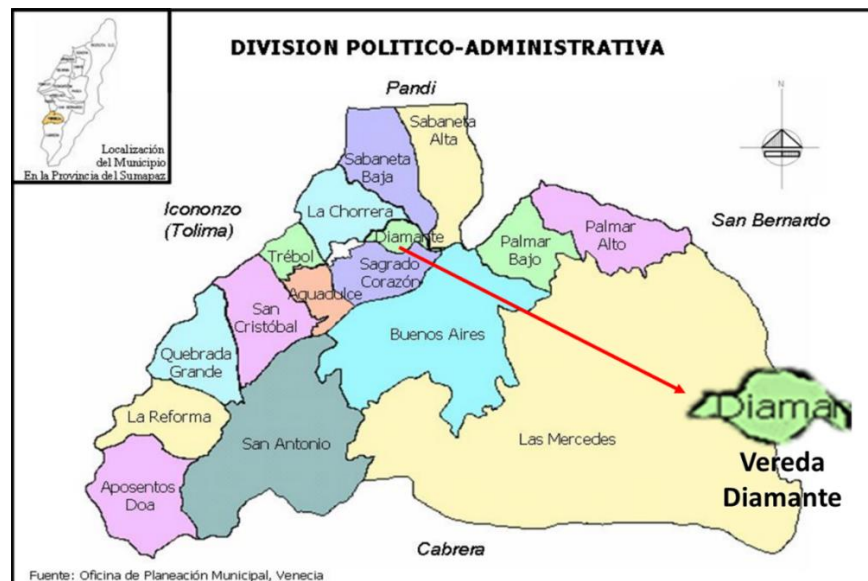 DIVISION POLITICO-ADMINISTRATIVA
Localización
del Municipio
En la Provincia del Sumapaz
Pandi
Sabaneta
Alta
Sabaneta
Baja
Icononzo
(Tolima)
La Chorrera
San Bernardo
Palmar
Alto
Palmar
Bajo
Diamante
Trébol
Sagrado
Corazón
Aguadulce
San
Cristóbal
Buenos Aires
Quebrada
Grande
La Reforma
San Antonio
Las Mercedes
Diamar
Vereda
Diamante
Aposentos
Doa
Cabrera
Fuente: Oficina de Planeación Municipal, Venecia